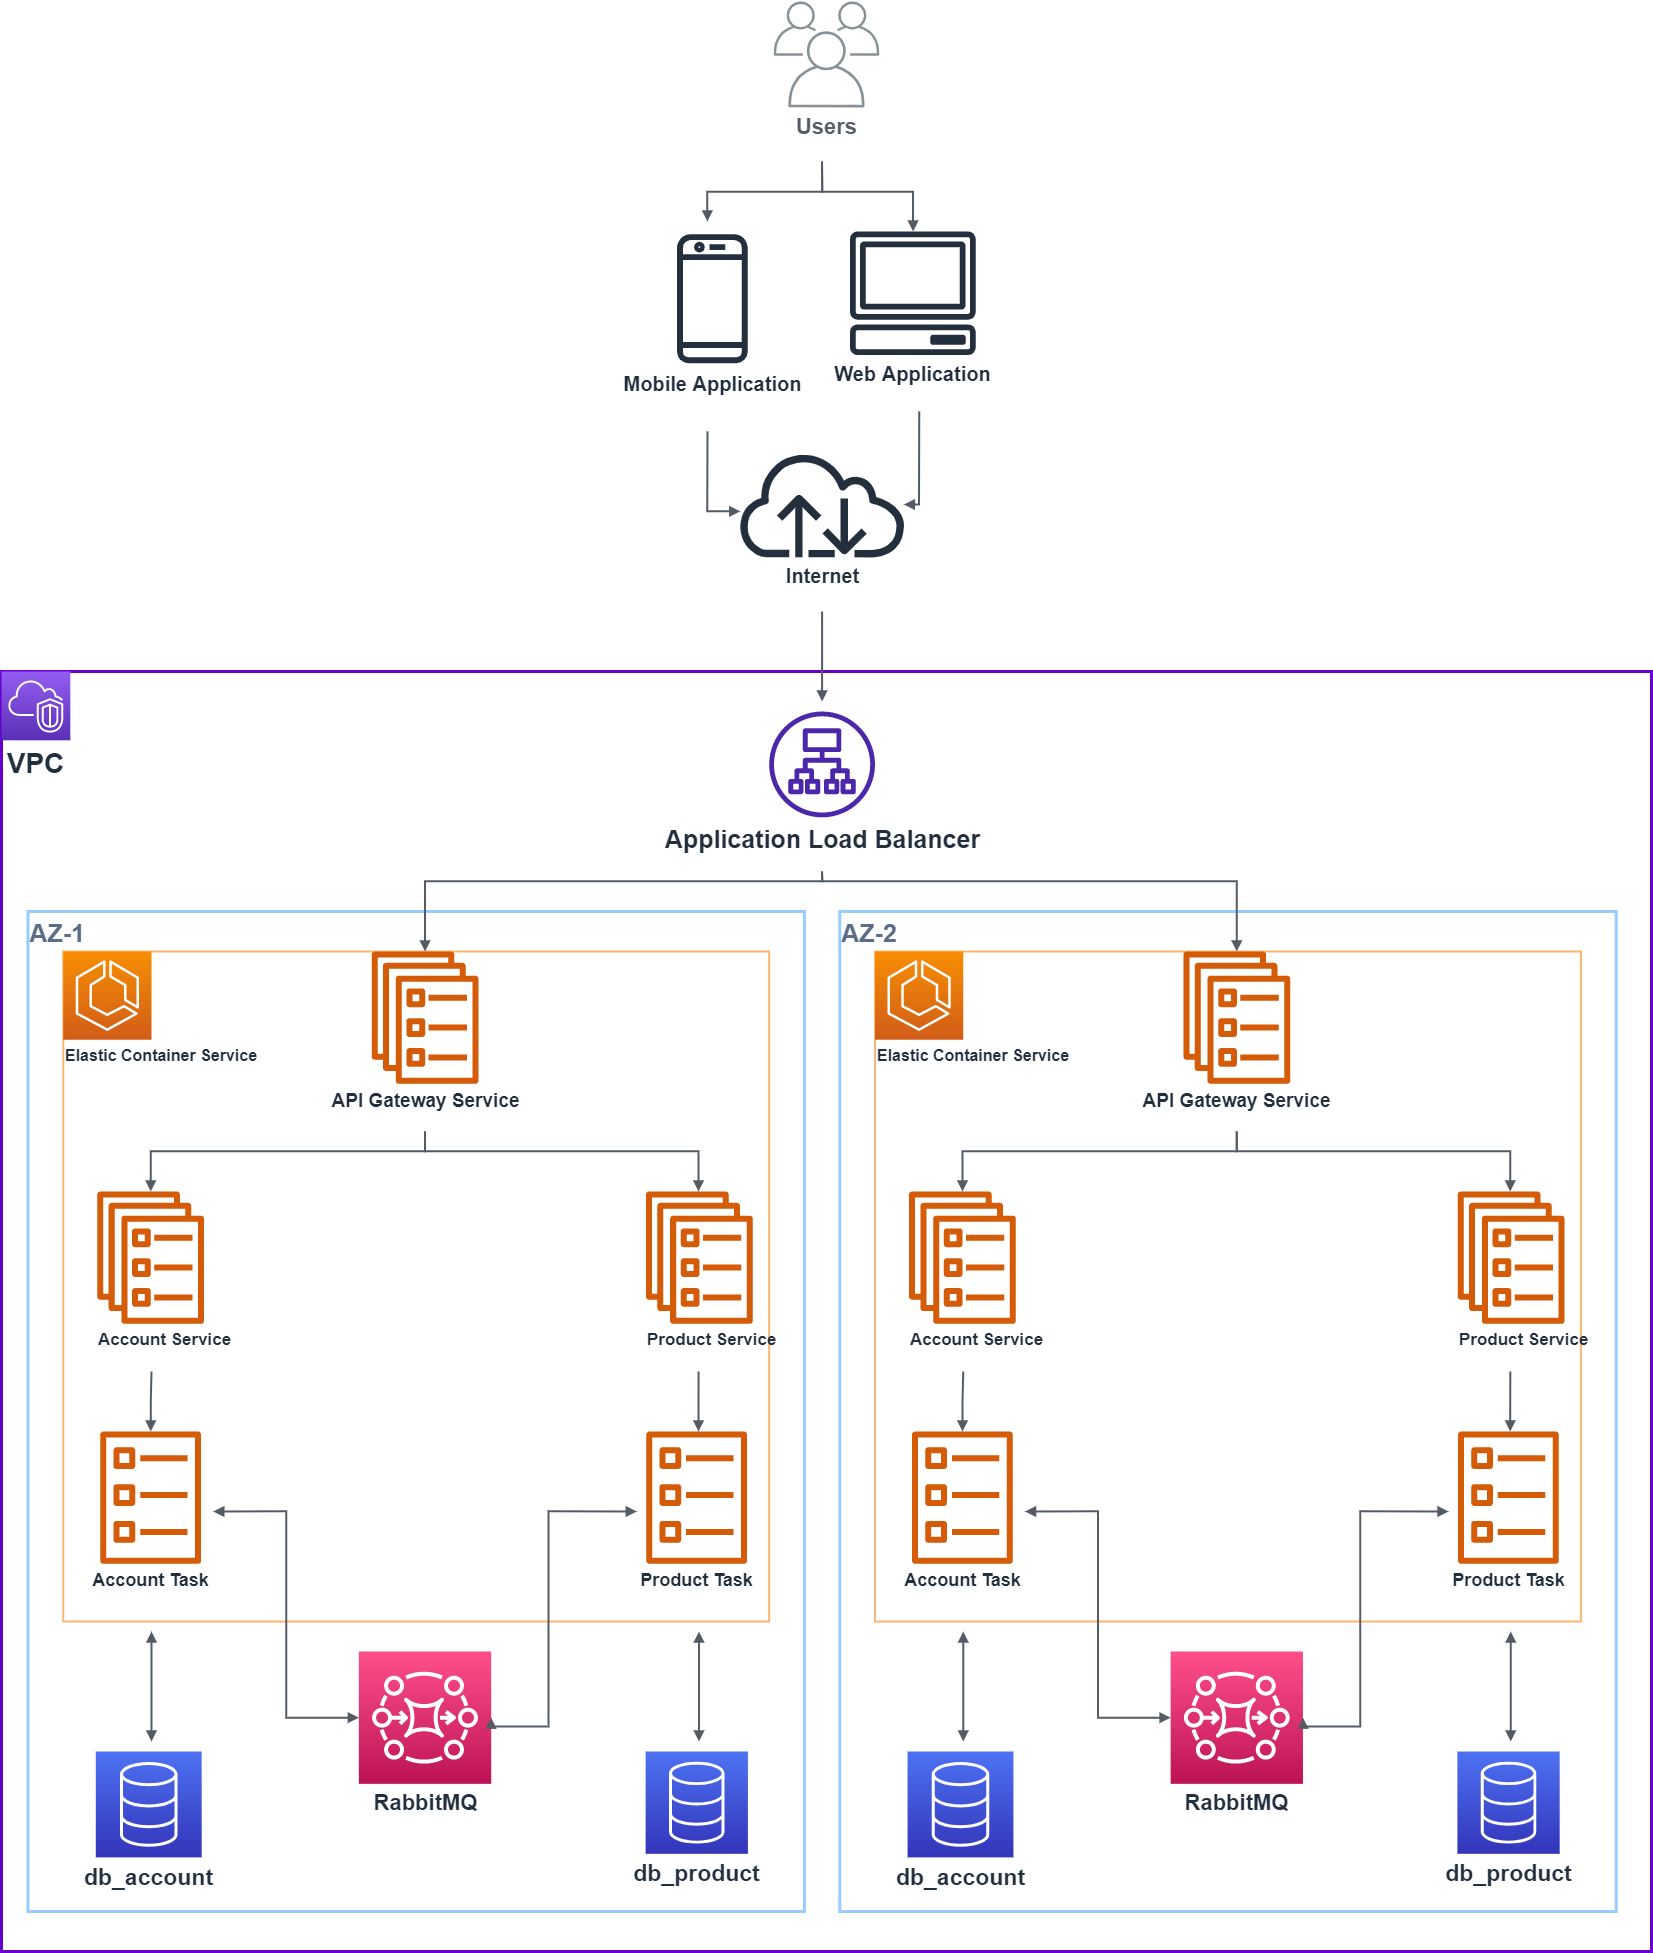 Users
Mobile Application
Web Application
Internet
VPC
Application Load Balancer
AZ-1
AZ-2
Elastic Container Service
API Gateway Service
Elastic Container Service
API Gateway Service
Account Service
Product Service
Account Service
Product Service
Account Task
Product Task
Account Task
Product Task
RabbitMQ
RabbitMQ
db_account
db_product
db_account
db_product